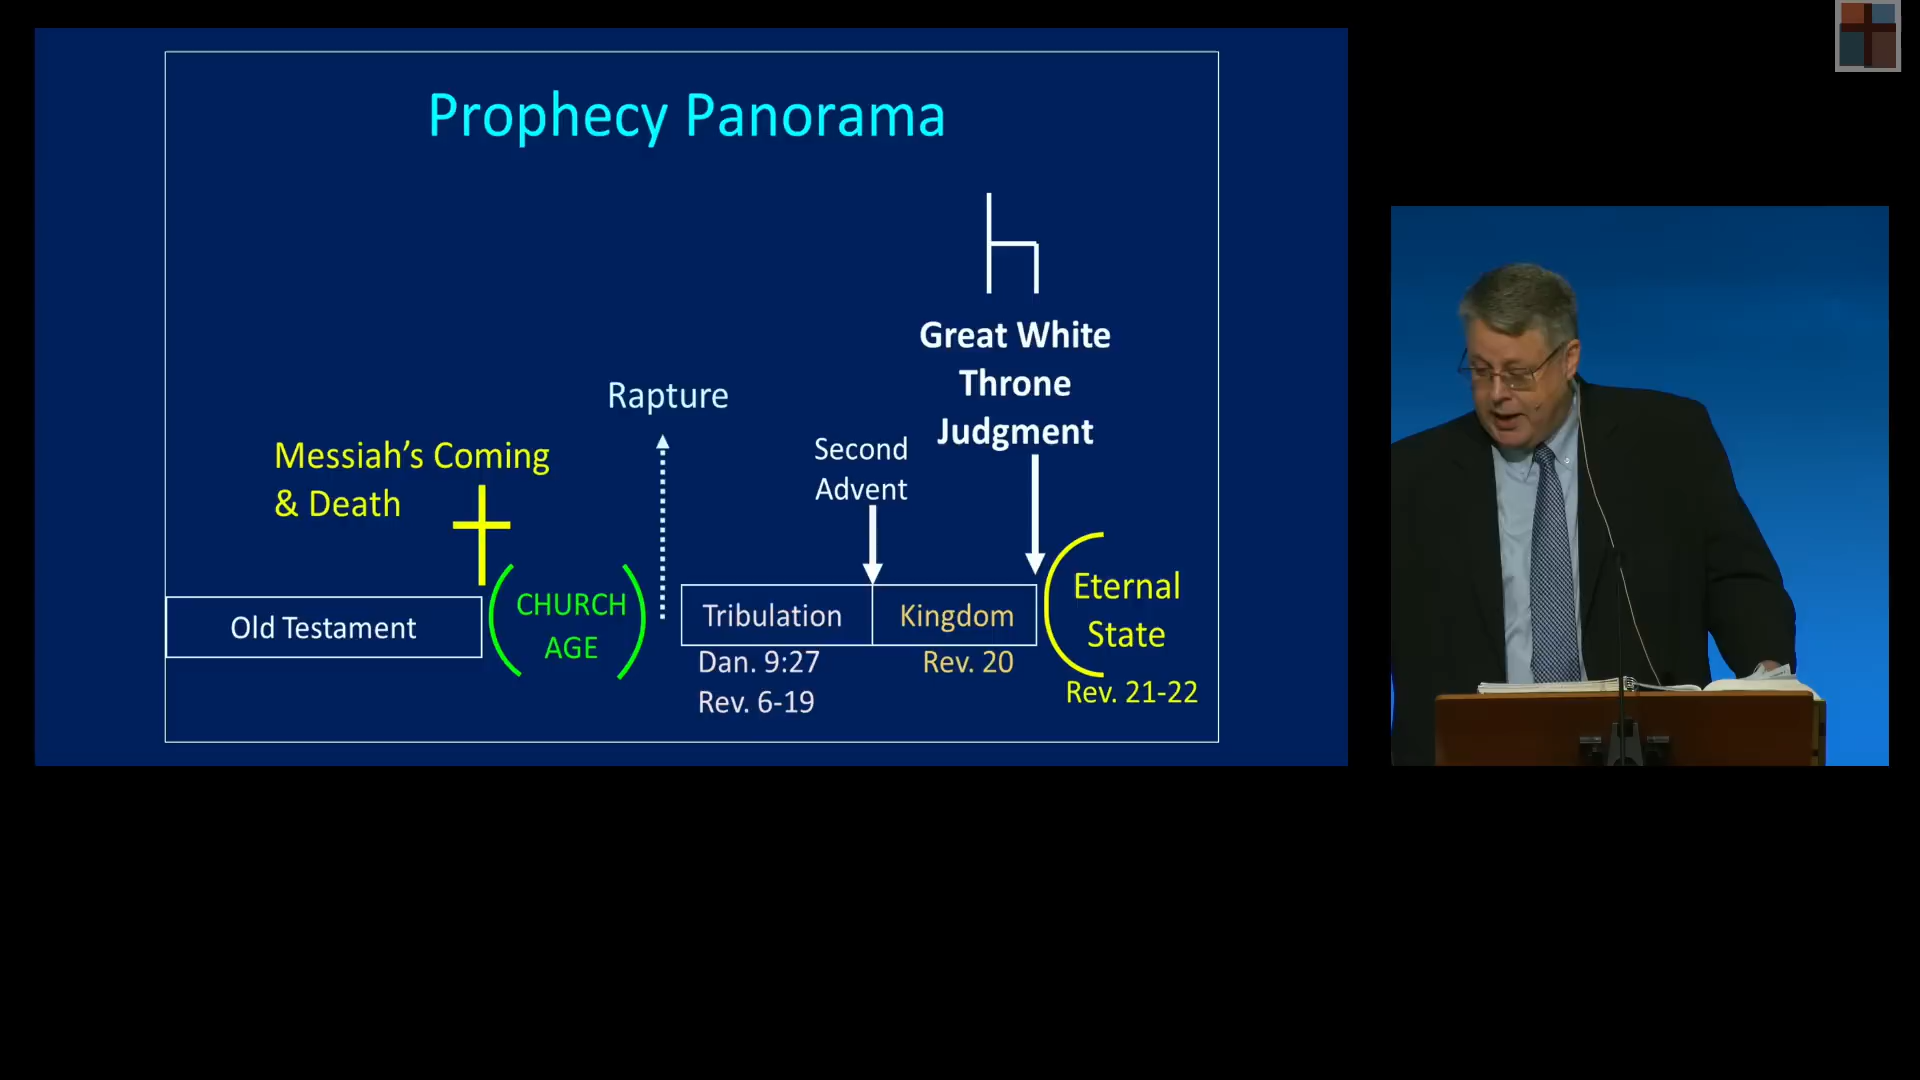 Prophecy Panorama
Great White
Throne
Judgment
Rapture
Second
Advent
Messiah’s Coming
& Death
Old Testament
CHURCH
AGE
Tribulation
Dan. 9:27
Rev. 6-19
Kingdom
Rev. 20
Eternal
State
Rev. 21-22